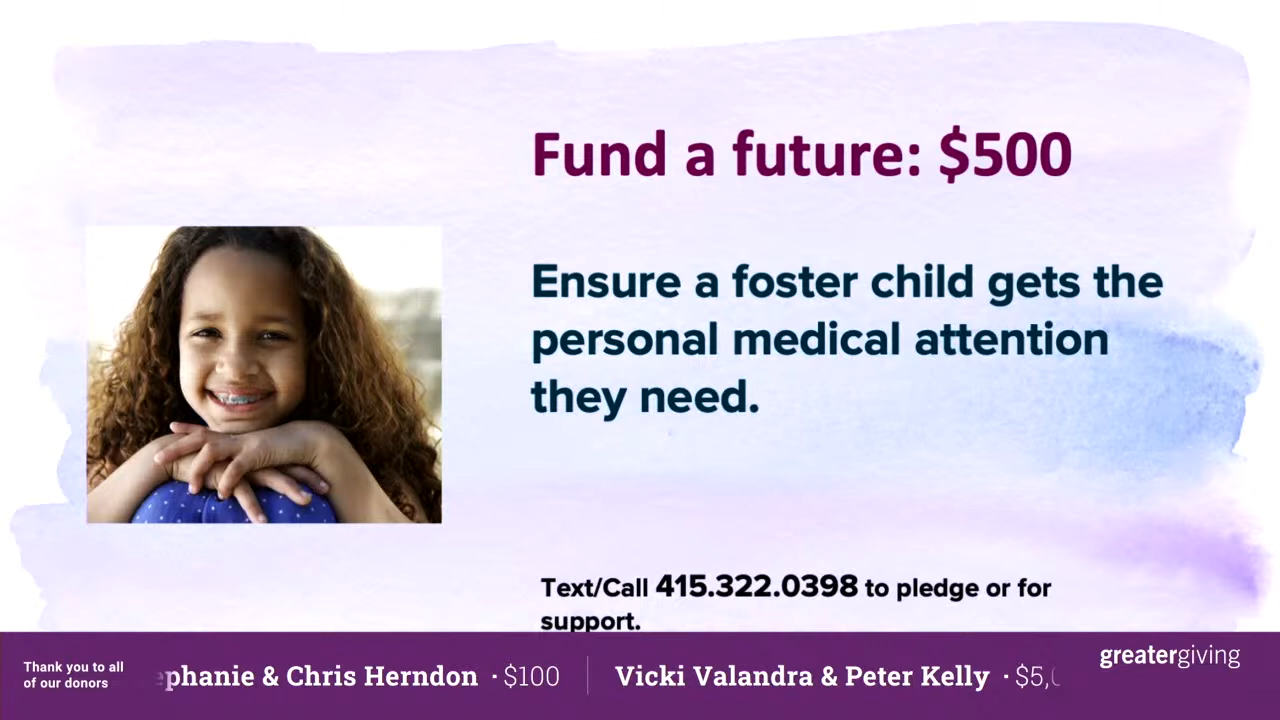 Fund a future: $500
Ensure a foster child gets the
personal medical attention
they need.
Text/Call 415.322.0398 to pledge or for
support.
Thank you to all
of our donors
& Chris Herndon · $100
Vicki Valandra & Peter Kelly ·
greatergiving